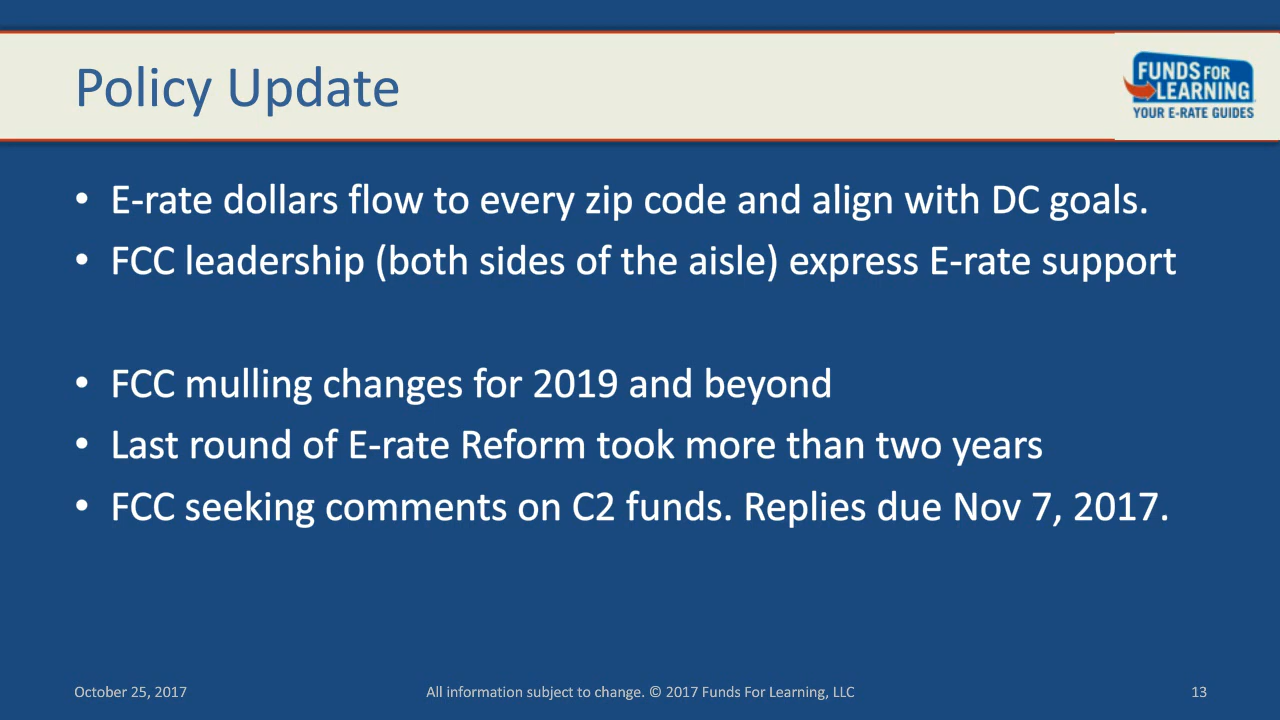 Policy Update
FUNDS FOR
LEARNING
YOUR E-RATE GUIDES
• E-rate dollars flow to every zip code and align with DC goals.
• FCC leadership (both sides of the aisle) express E-rate support
• FCC mulling changes for 2019 and beyond
• Last round of E-rate Reform took more than two years
• FCC seeking comments on C2 funds. Replies due Nov 7, 2017.
October 25, 2017
All information subject to change. © 2017 Funds For Learning, LLC
13